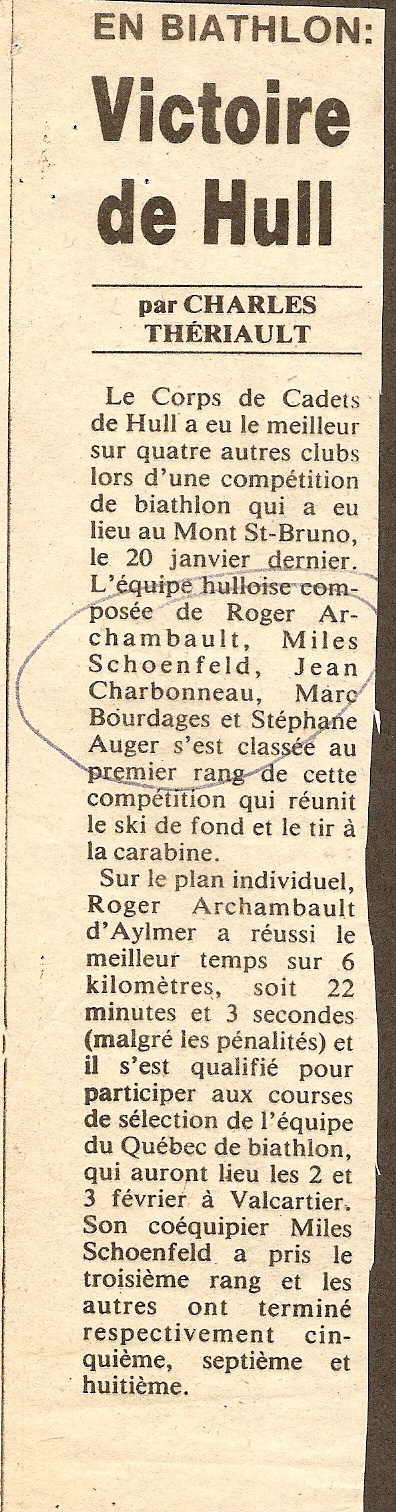 EN BIATHLON:
Victoire
de Hull
par CHARLES
THÉRIAULT
Le Corps de Cadets
de Hull a eu le meilleur
sur quatre autres clubs
lors d'une compétition
de biathlon qui a eu
lieu au Mont St-Bruno,
le 20 janvier dernier.
L'équipe hulloise com-
posée de Roger Ar-
chambault, Miles
Schoenfeld, Jean
Charbonneau, Marc
Bourdages et Stéphane
Auger s'est classée au
premier rang de cette
compétition qui réunit
le ski de fond et le tir à
la carabine.
Sur le plan individuel,
Roger Archambault
d'Aylmer a réussi le
meilleur temps sur 6
kilomètres, soit 22
minutes et 3 secondes
(malgré les pénalités) et
il s'est qualifié pour
participer aux courses
de sélection de l'équipe
du Québec de biathlon,
qui auront lieu les 2 et
3 février à Valcartier.
Son coéquipier Miles
Schoenfeld a pris le
troisième rang et les
autres ont terminé
respectivement cin-
quième, septième et
huitième.